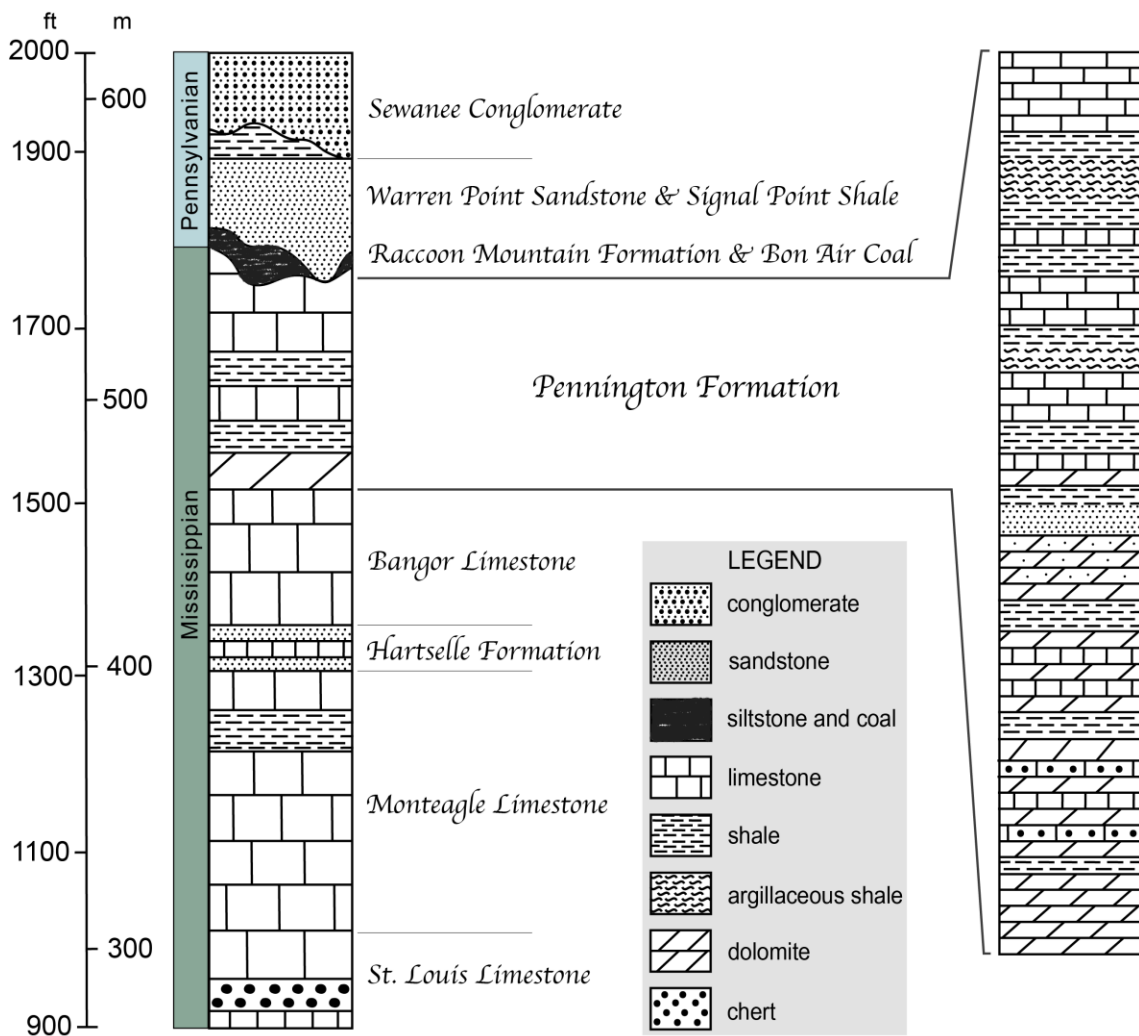 ft m
2000
600
1900
1700
500
1500
1300
400
1100
300
900
Pennsylvanian
Mississippian
Sewanee Conglomerate
Warren Point Sandstone & Signal Point Shale
Raccoon Mountain Formation & Bon Air Coal
Pennington Formation
Bangor Limestone
Hartselle Formation
Monteagle Limestone
St. Louis Limestone
LEGEND
conglomerate
sandstone
siltstone and coal
limestone
shale
argillaceous shale
dolomite
chert